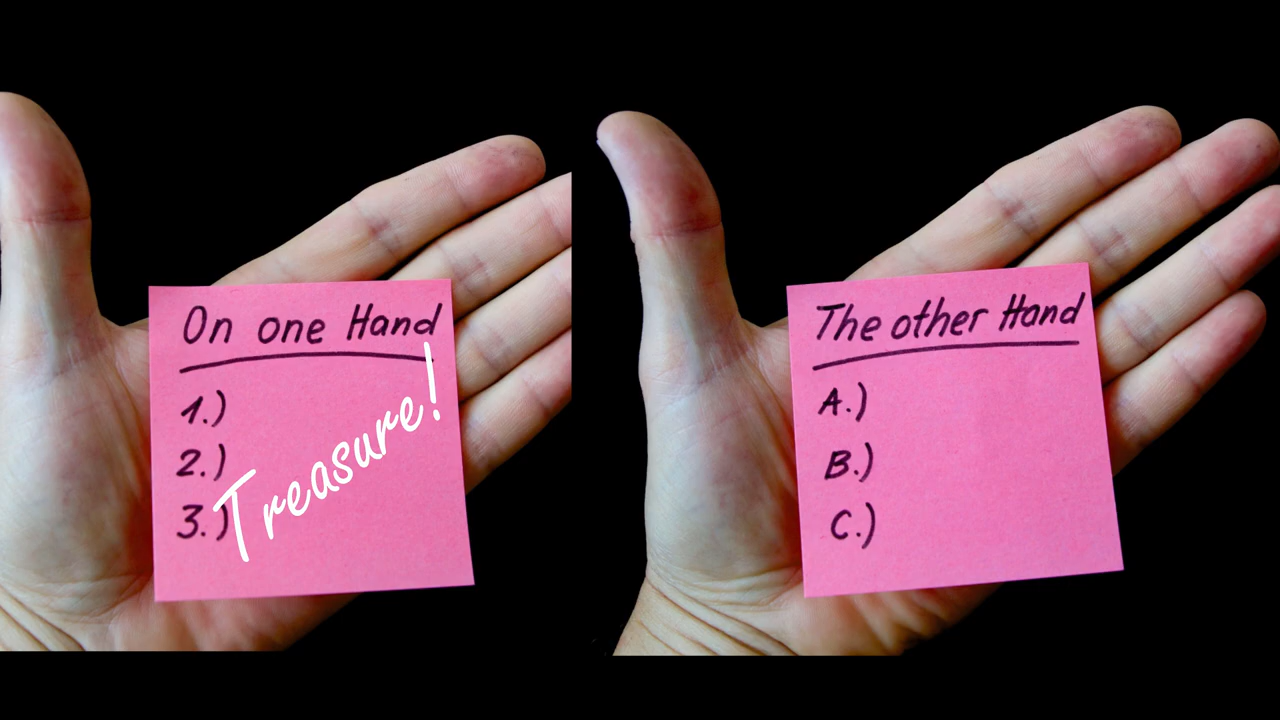 On one Hand
1.)
2.)
3.)
Treasure!
The other Hand
A.)
B.)
C.)